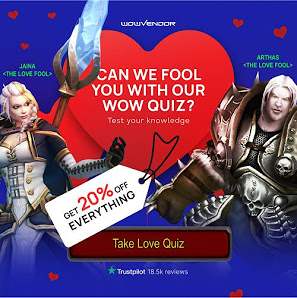 WOWVENDOR
JAINA
<THE LOVE FOOL>
ARTHAS
<THE LOVE FOOL>
CAN WE FOOL
YOU WITH OUR
WOW QUIZ?
Test your knowledge
GET 20% OFF
EVERYTHING
Take Love Quiz
Trustpilot 18.5k reviews